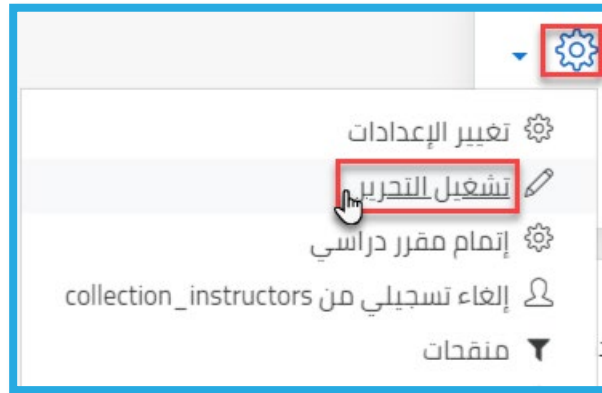 تغيير الإعدادات
تشغيل التحرير
إتمام مقرر دراسي
إلغاء تسجيلي من collection_instructors
منقحات